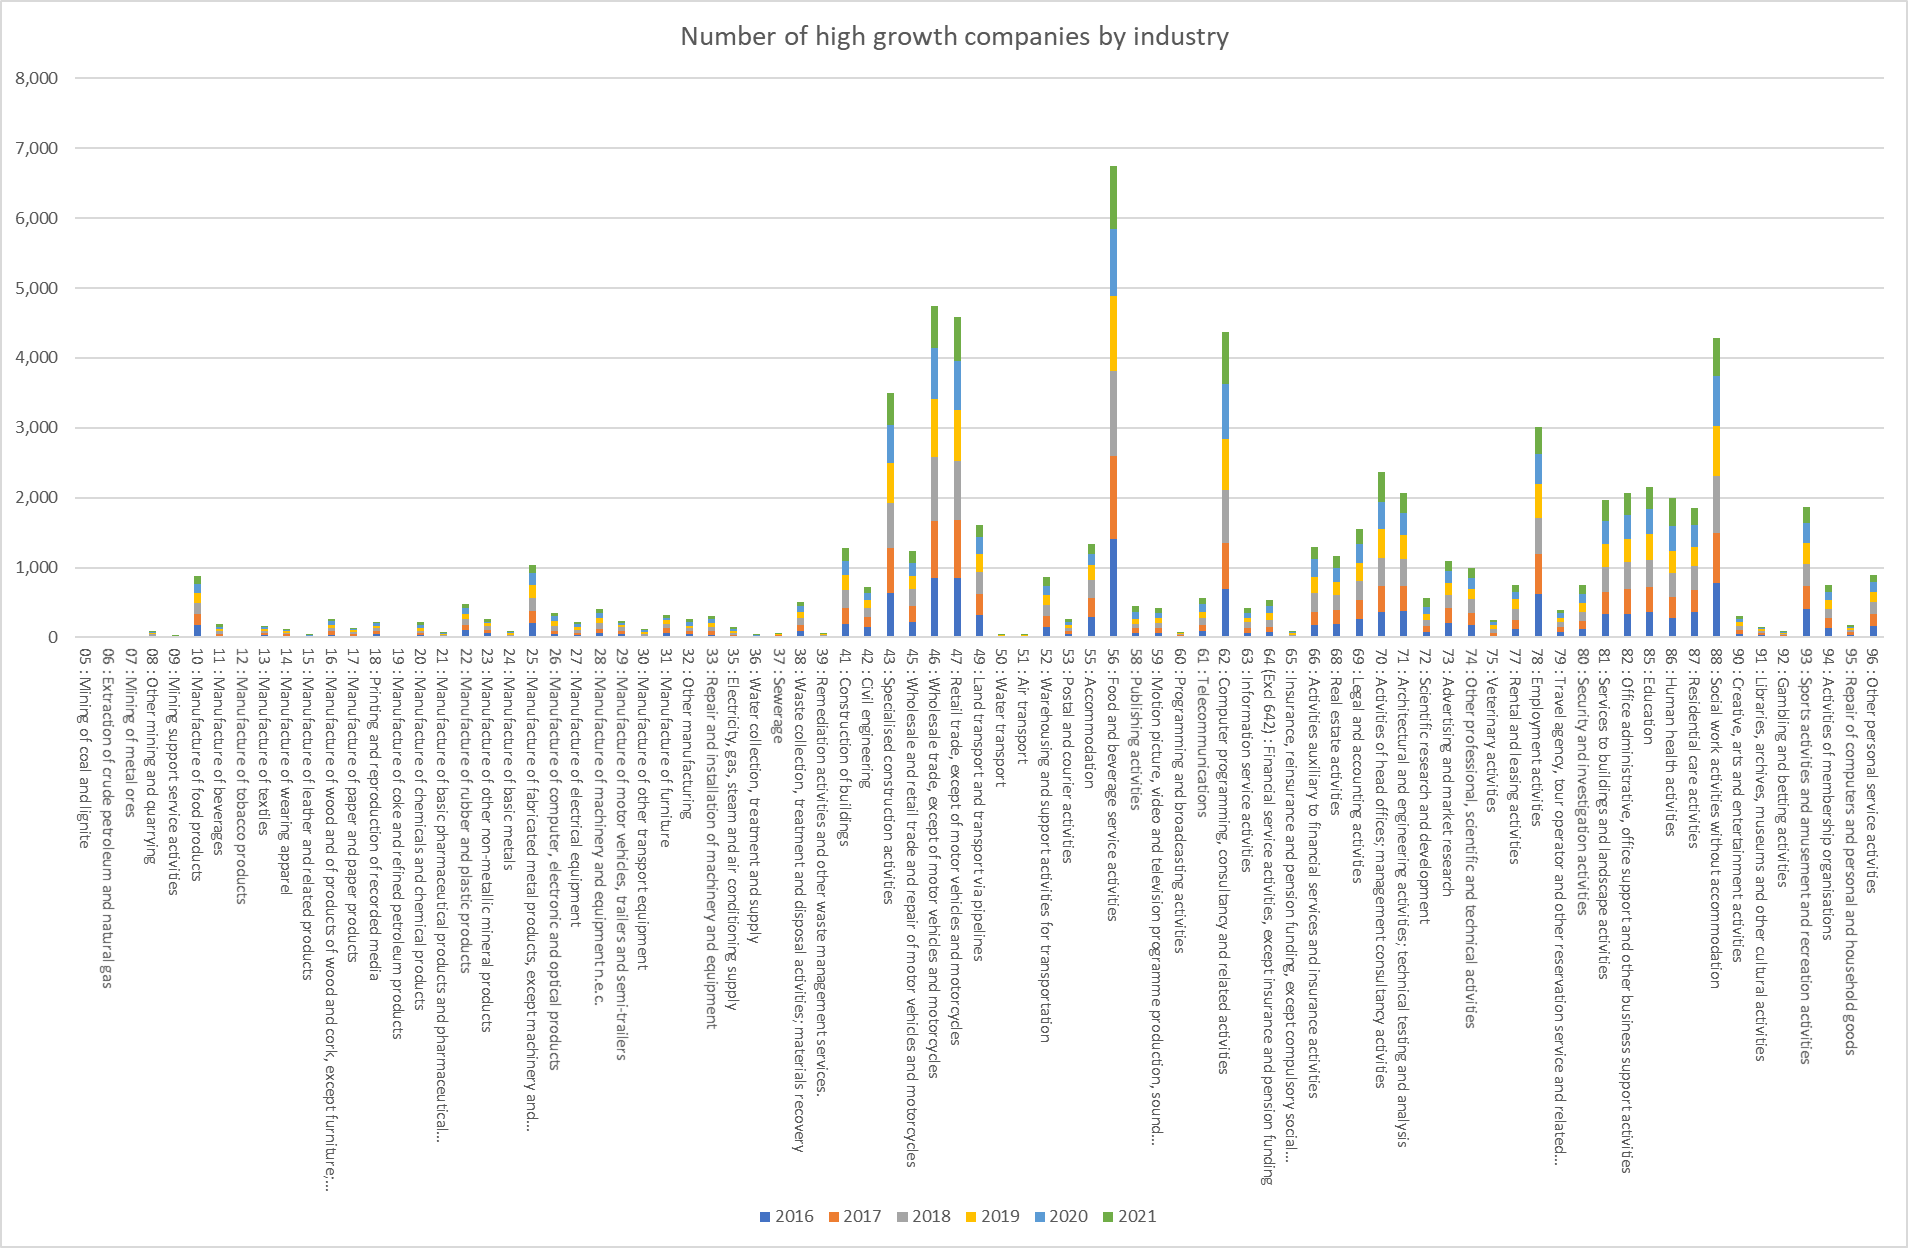 Number of high growth companies by industry
8,000
7,000
6,000
5,000
4,000
3,000
2,000
1,000
0
05 : Mining of coal and lignite
06 : Extraction of crude petroleum and natural gas
07 : Mining of metal ores
08 : Other mining and quarrying
09 : Mining support service activities
10 : Manufacture of food products
11 : Manufacture of beverages
12 : Manufacture of tobacco products
13 : Manufacture of textiles
14 : Manufacture of wearing apparel
15 : Manufacture of leather and related products
16 : Manufacture of wood and of products of wood and cork, except furniture;...
17 : Manufacture of paper and paper products
18 : Printing and reproduction of recorded media
19 : Manufacture of coke and refined petroleum products
20 : Manufacture of chemicals and chemical products
21 : Manufacture of basic pharmaceutical products and pharmaceutical...
22 : Manufacture of rubber and plastic products
23 : Manufacture of other non-metallic mineral products
24 : Manufacture of basic metals
25 : Manufacture of fabricated metal products, except machinery and...
26 : Manufacture of computer, electronic and optical products
27 : Manufacture of electrical equipment
28 : Manufacture of machinery and equipment n.e.c.
29 : Manufacture of motor vehicles, trailers and semi-trailers
30 : Manufacture of other transport equipment
31 : Manufacture of furniture
32 : Other manufacturing
33 : Repair and installation of machinery and equipment
35 : Electricity, gas, steam and air conditioning supply
36 : Water collection, treatment and supply
37 : Sewerage
38 : Waste collection, treatment and disposal activities; materials recovery
39 : Remediation activities and other waste management services.
41 : Construction of buildings
42 : Civil engineering
43 : Specialised construction activities
45 : Wholesale and retail trade and repair of motor vehicles and motorcycles
46 : Wholesale trade, except of motor vehicles and motorcycles
47 : Retail trade, except of motor vehicles and motorcycles
49 : Land transport and transport via pipelines
50 : Water transport
51 : Air transport
52 : Warehousing and support activities for transportation
53 : Postal and courier activities
55 : Accommodation
56 : Food and beverage service activities
58 : Publishing activities
59 : Motion picture, video and television programme production, sound...
60 : Programming and broadcasting activities
61 : Telecommunications
62 : Computer programming, consultancy and related activities
63 : Information service activities
64 (Excl 642) : Financial service activities, except insurance and pension funding
65 : Insurance, reinsurance and pension funding, except compulsory social...
66 : Activities auxiliary to financial services and insurance activities
68 : Real estate activities
69 : Legal and accounting activities
70 : Activities of head offices; management consultancy activities
71 : Architectural and engineering activities; technical testing and analysis
72 : Scientific research and development
73 : Advertising and market research
74 : Other professional, scientific and technical activities
75 : Veterinary activities
77 : Rental and leasing activities
78 : Employment activities
79 : Travel agency, tour operator and other reservation service and related...
80 : Security and investigation activities
81 : Services to buildings and landscape activities
82 : Office administrative, office support and other business support activities
85 : Education
86 : Human health activities
87 : Residential care activities
88 : Social work activities without accommodation
90 : Creative, arts and entertainment activities
91 : Libraries, archives, museums and other cultural activities
92 : Gambling and betting activities
93 : Sports activities and amusement and recreation activities
94 : Activities of membership organisations
95 : Repair of computers and personal and household goods
96 : Other personal service activities
2016 2017 2018 2019 2020 2021